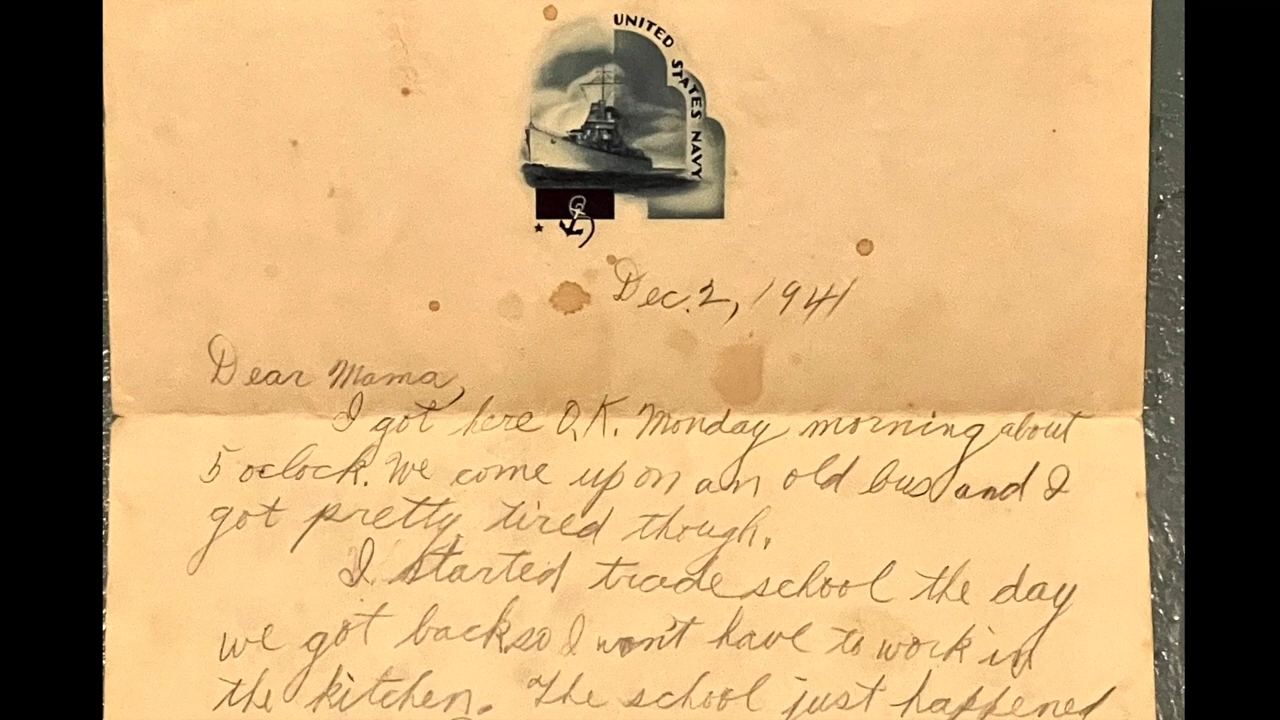 UNITED STATES NAVY
Dec. 2, 1941
Dear Mama,
I got here O.K. Monday morning about
5 oclock. We come up on an old bus and I
got pretty tired though.
I started trade school the day
we got back so I won't have to work in
the kitchen. The school just happened